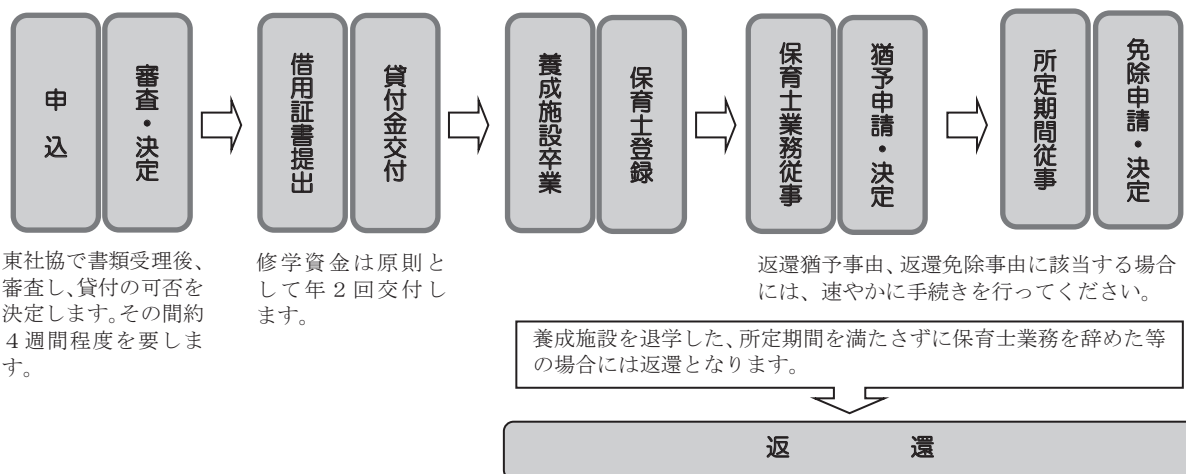 申込
審査・決定
借用証書提出
貸付金交付
養成施設卒業
保育士登録
保育士業務従事
猶予申請・決定
所定期間従事
免除申請・決定
東社協で書類受理後、
審査し、貸付の可否を
決定します。その間約
４週間程度を要しま
す。
修学資金は原則と
して年２回交付し
ます。
返還猶予事由、返還免除事由に該当する場合
には、速やかに手続きを行ってください。
養成施設を退学した、所定期間を満たさずに保育士業務を辞めた等
の場合には返還となります。
返還